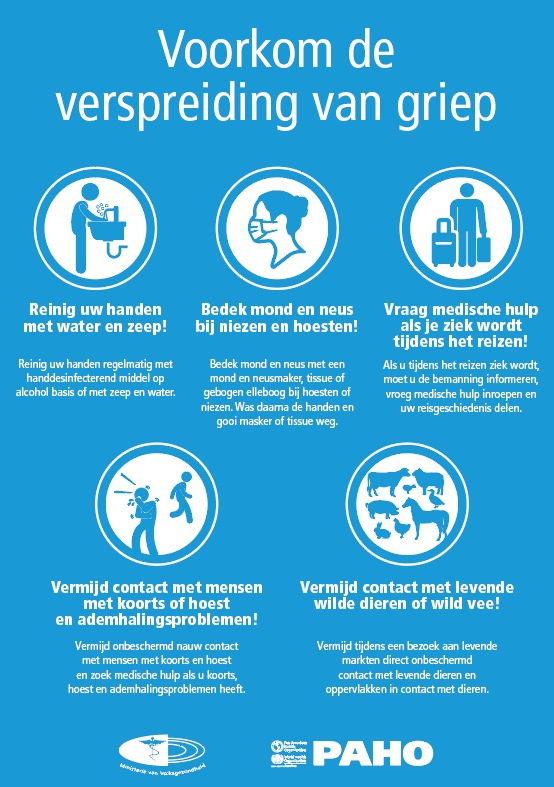 Voorkom de
verspreiding van griep
Reinig uw handen
met water en zeep!
Reinig uw handen regelmatig met
handdesinfecterend middel op
alcohol basis of met zeep en water.
Bedek mond en neus
bij niezen en hoesten!
Bedek mond en neus met een
mond en neusmaker, tissue of
gebogen elleboog bij hoesten of
niezen. Was daarna de handen en
gooi masker of tissue weg.
Vraag medische hulp
als je ziek wordt
tijdens het reizen!
Als u tijdens het reizen ziek wordt,
moet u de bemanning informeren,
vroeg medische hulp inroepen en
uw reisgeschiedenis delen.
Vermijd contact met mensen
met koorts of hoest
en ademhalingsproblemen!
Vermijd onbeschermd nauw contact
met mensen met koorts en hoest
en zoek medische hulp als u koorts,
hoest en ademhalingsproblemen heeft.
Vermijd contact met levende
wilde dieren of wild vee!
Vermijd tijdens een bezoek aan levende
markten direct onbeschermd
contact met levende dieren en
oppervlakken in contact met dieren.
Ministerie van Volksgezondheid
Pan American
Health
Organization
World Health
Organization
PAHO